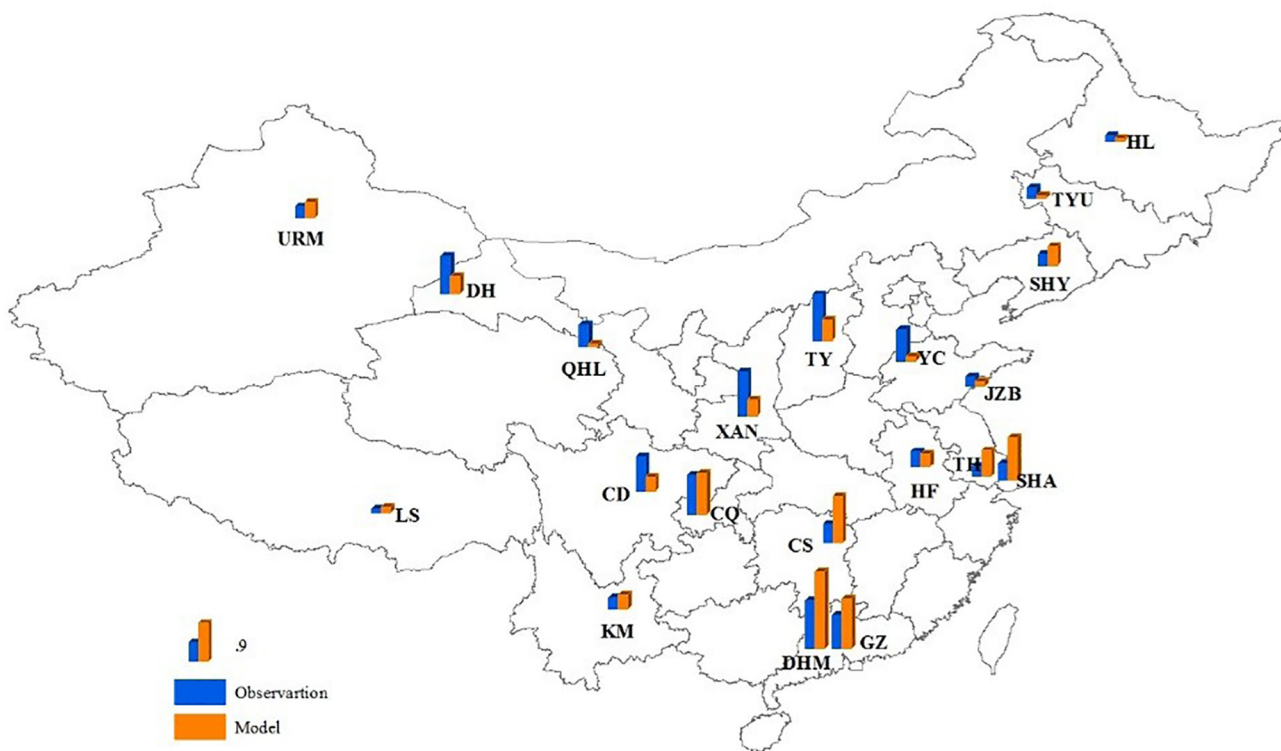 HL
TYU
URM
SHY
DH
TY
YC
QHL
JZB
XAN
TH
SHA
HF
CD
CQ
LS
CS
KM
GZ
DHM
.9
Observartion
Model